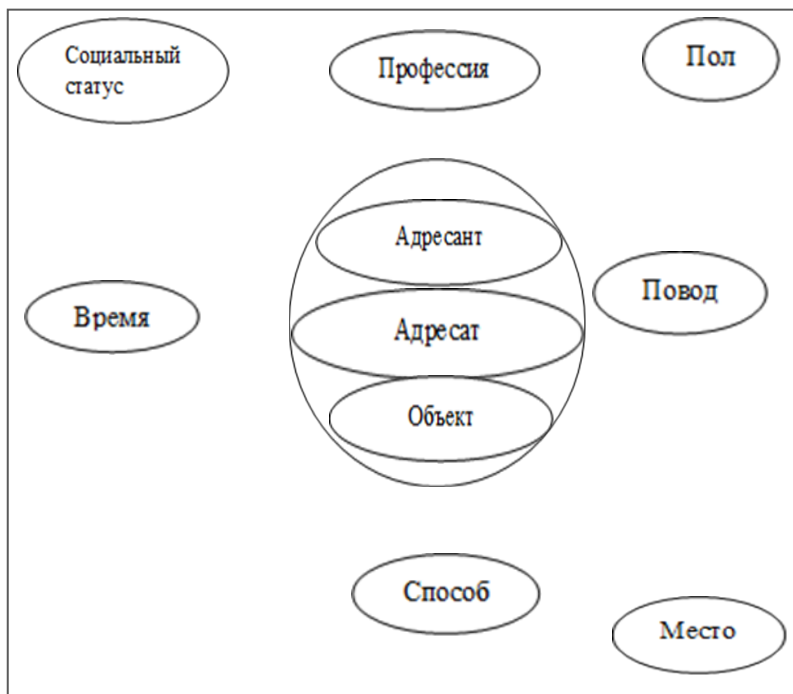 Социальный
статус
Профессия
Пол
Адресант
Адресат
Объект
Время
Повод
Способ
Место